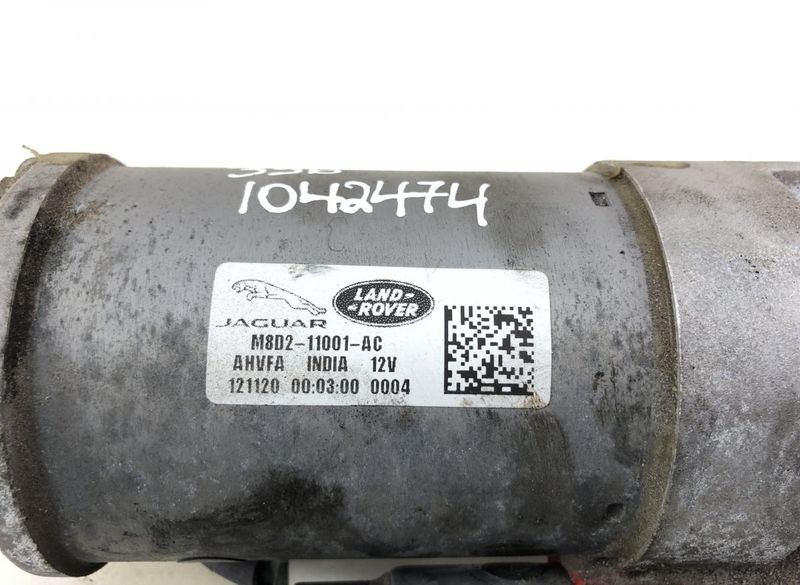 1042474
JAGUAR
LAND-
-ROVER
M8D2-11001-AC
AHVFA INDIA 12V
121120 00:03:00 0004